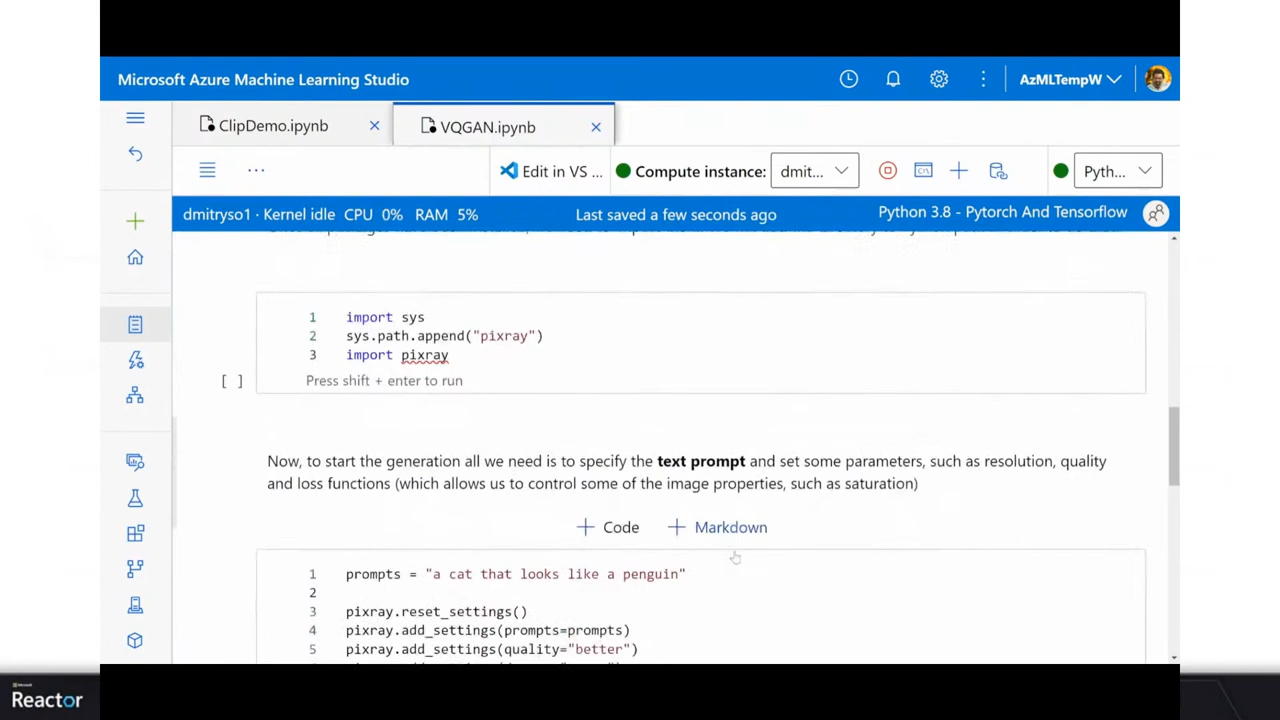 Microsoft Azure Machine Learning Studio
AzMLTempW
ClipDemo.ipynb
VQGAN.ipynb
Edit in VS ...
Compute instance:
dmit...
Pyth...
dmitryso1 · Kernel idle CPU 0% RAM 5%
Last saved a few seconds ago
Python 3.8 - Pytorch And Tensorflow
1 import sys
2 sys.path.append("pixray")
3 import pixray
[ ] Press shift + enter to run
Now, to start the generation all we need is to specify the text prompt and set some parameters, such as resolution, quality
and loss functions (which allows us to control some of the image properties, such as saturation)
+ Code + Markdown
1 prompts = "a cat that looks like a penguin"
2
3 pixray.reset_settings()
4 pixray.add_settings(prompts=prompts)
5 pixray.add_settings(quality="better")
Microsoft
Reactor